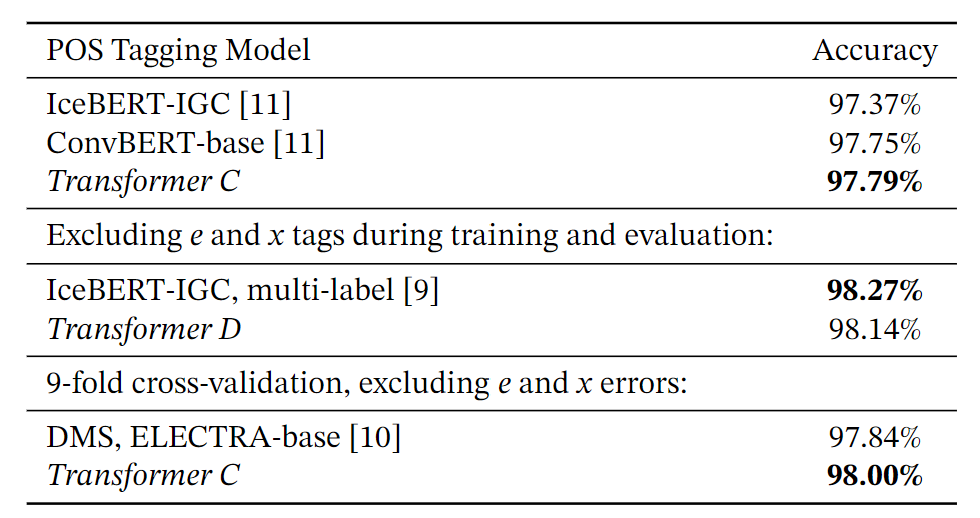 POS Tagging Model Accuracy
IceBERT-IGC [11] 97.37%
ConvBERT-base [11] 97.75%
Transformer C 97.79%
Excluding e and x tags during training and evaluation:
IceBERT-IGC, multi-label [9] 98.27%
Transformer D 98.14%
9-fold cross-validation, excluding e and x errors:
DMS, ELECTRA-base [10] 97.84%
Transformer C 98.00%